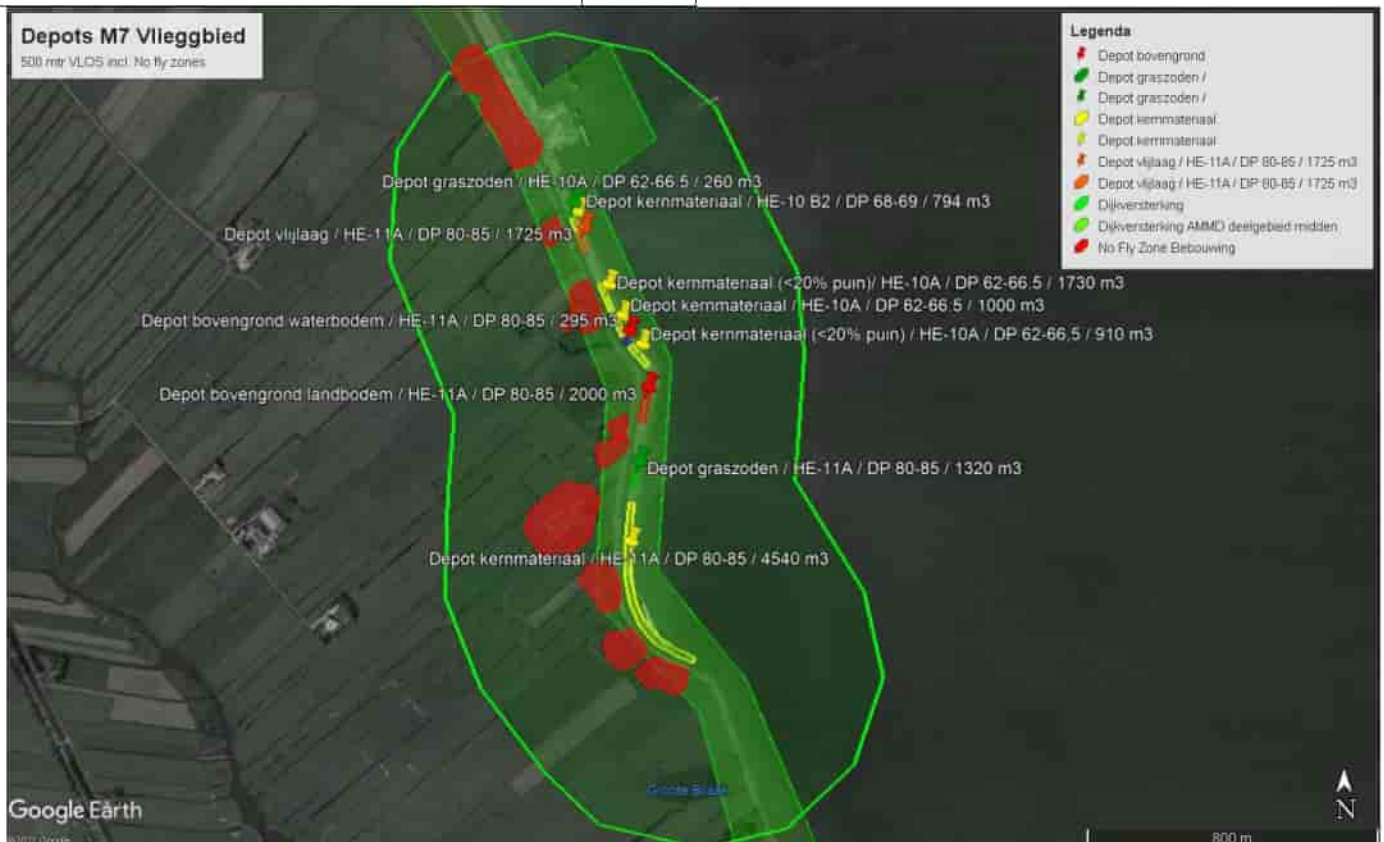 Depots M7 Vlieggbied
500 mtr VLOS incl. No fly zones
Legenda
Depot bovengrond
Depot graszoden /
Depot graszoden /
Depot kernmateriaal
Depot kernmateriaal
Depot vlijlaag / HE-11A / DP 80-85 / 1725 m3
Depot vlijlaag / HE-11A / DP 80-85 / 1725 m3
Dijkversterking
Dijkversterking AMMD deelgebied midden
No Fly Zone Bebouwing
Depot graszoden / HE-10A / DP 62-66.5 / 260 m3
Depot kernmateriaal / HE-10 B2 / DP 68-69 / 794 m3
Depot vlijlaag / HE-11A / DP 80-85 / 1725 m3
Depot kernmateriaal (<20% puin)/ HE-10A / DP 62-66.5 / 1730 m3
Depot kernmateriaal / HE-10A / DP 62-66.5 / 1000 m3
Depot bovengrond waterbodem / HE-11A / DP 80-85 / 295 m3
Depot kernmateriaal (<20% puin) / HE-10A / DP 62-66.5 / 910 m3
Depot bovengrond landbodem / HE-11A / DP 80-85 / 2000 m3
Depot graszoden / HE-11A / DP 80-85 / 1320 m3
Depot kernmateriaal / HE-11A / DP 80-85 / 4540 m3
Groote Braak
Google Earth
N
800 m